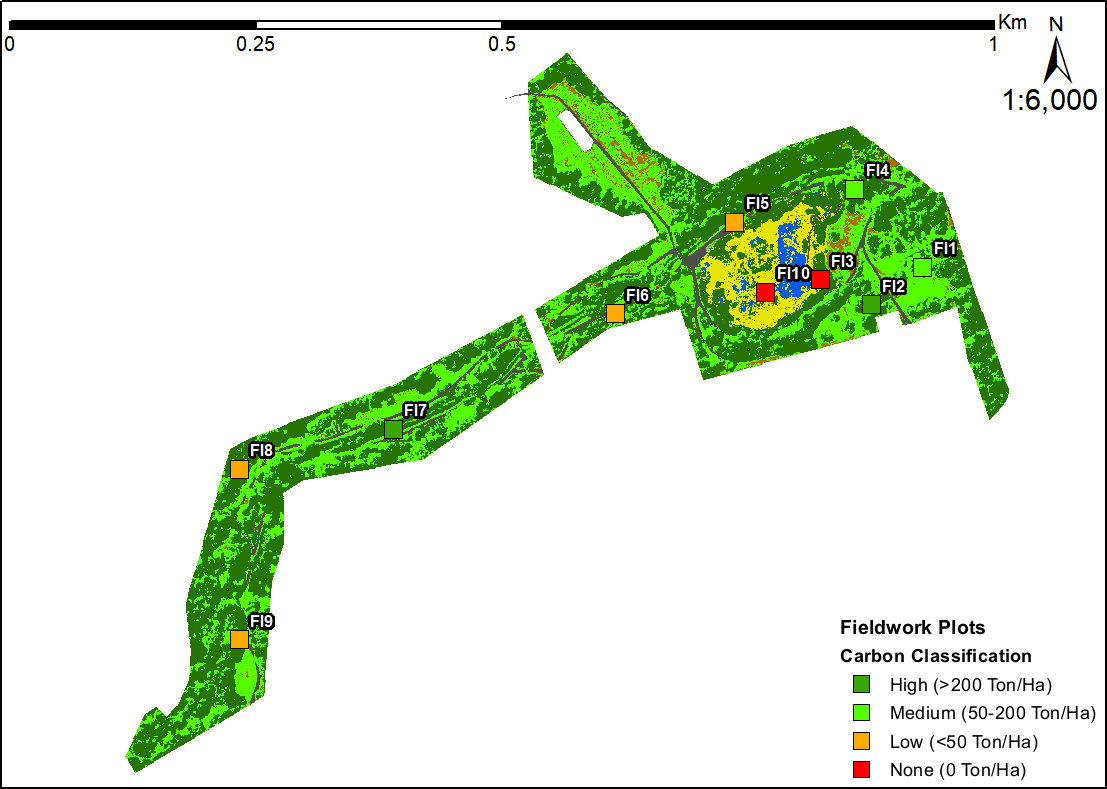 Km
N
0
0.25
0.5
1
1:6,000
FI4
FI5
FI1
FI3
FI10
FI2
FI6
FI7
FI8
FI9
Fieldwork Plots
Carbon Classification
High (>200 Ton/Ha)
Medium (50-200 Ton/Ha)
Low (<50 Ton/Ha)
None (0 Ton/Ha)